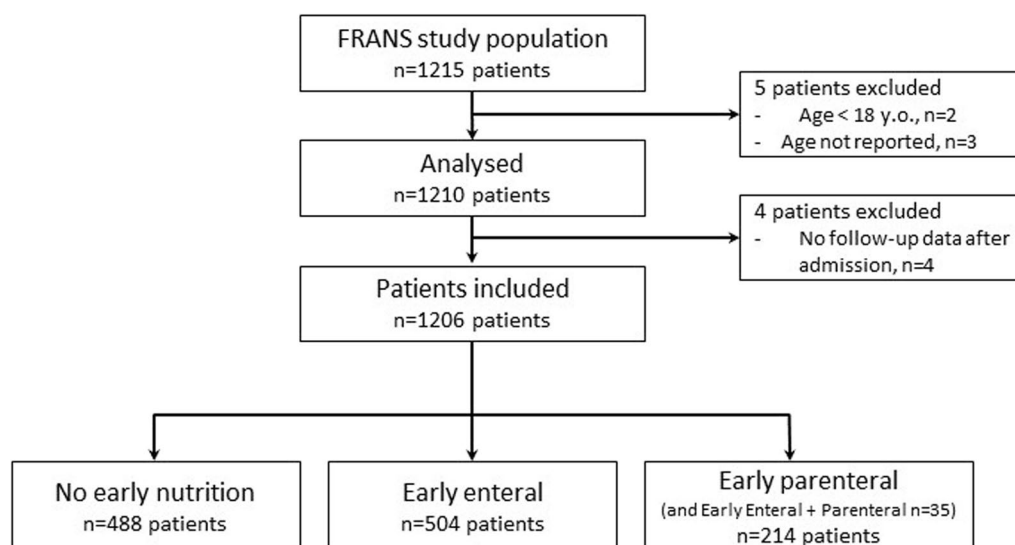 FRANS study population
n=1215 patients
5 patients excluded
- Age < 18 y.o., n=2
- Age not reported, n=3
Analysed
n=1210 patients
4 patients excluded
- No follow-up data after
admission, n=4
Patients included
n=1206 patients
No early nutrition
n=488 patients
Early enteral
n=504 patients
Early parenteral
(and Early Enteral + Parenteral n=35)
n=214 patients